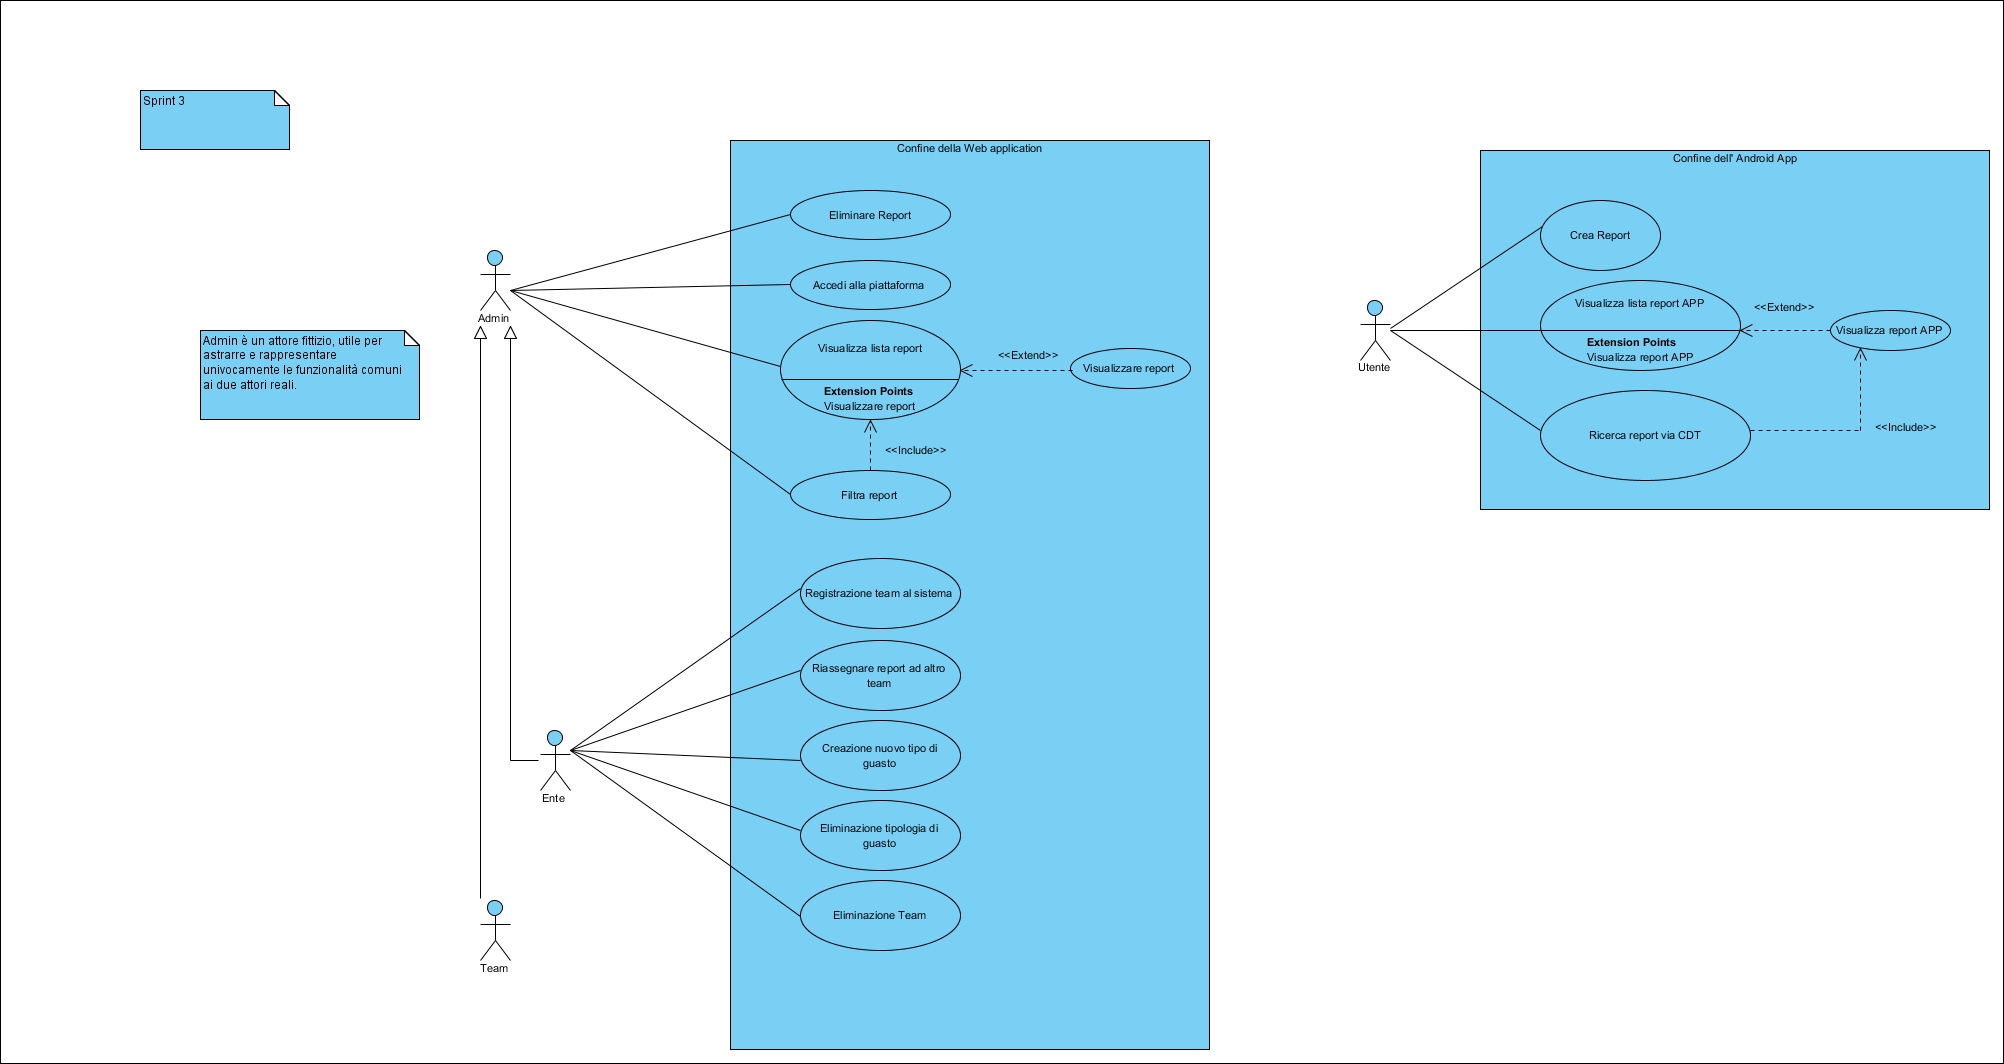 Sprint 3
Confine della Web application
Confine dell' Android App
Eliminare Report
Accedi alla piattaforma
Visualizza lista report
Extension Points
Visualizzare report
<<Extend>>
Visualizzare report
<<Include>>
Filtra report
Admin
Admin è un attore fittizio, utile per
astrarre e rappresentare
univocamente le funzionalità comuni
ai due attori reali.
Registrazione team al sistema
Riassegnare report ad altro
team
Creazione nuovo tipo di
guasto
Eliminazione tipologia di
guasto
Eliminazione Team
Ente
Team
Crea Report
Visualizza lista report APP
Extension Points
Visualizza report APP
<<Extend>>
Visualizza report APP
Utente
Ricerca report via CDT
<<Include>>